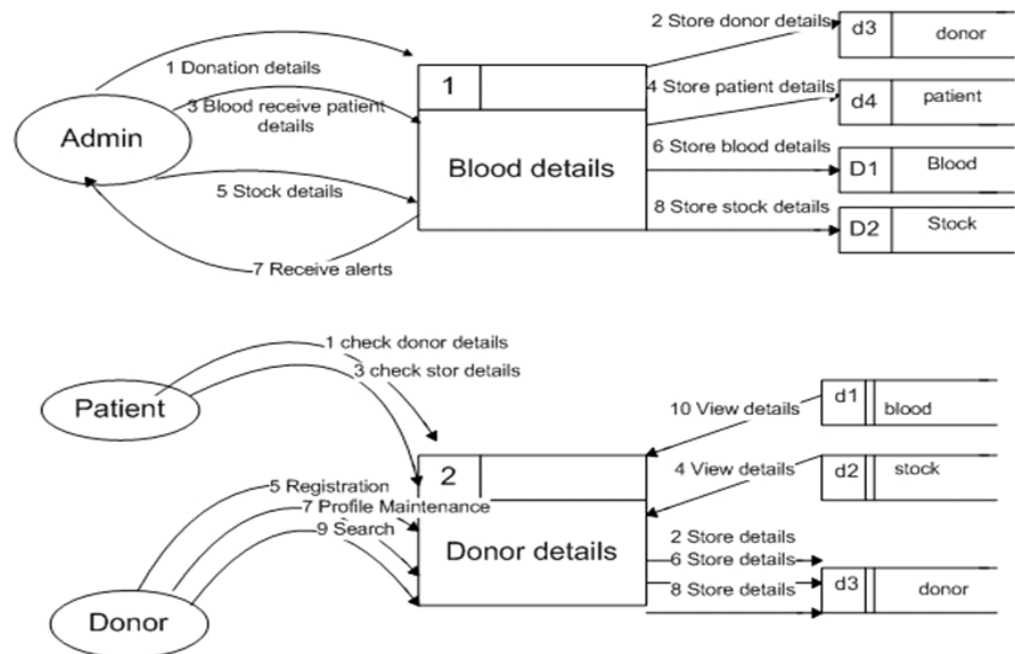 2 Store donor details
d3
donor
1 Donation details
1
4 Store patient details
d4
patient
3 Blood receive patient
details
Admin
Blood details
6 Store blood details
D1
Blood
5 Stock details
8 Store stock details
D2
Stock
7 Receive alerts
1 check donor details
3 check stor details
Patient
d1
blood
10 View details
2
4 View details
d2
stock
5 Registration
7 Profile Maintenance
9 Search
Donor details
2 Store details
6 Store details
8 Store details
d3
donor
Donor